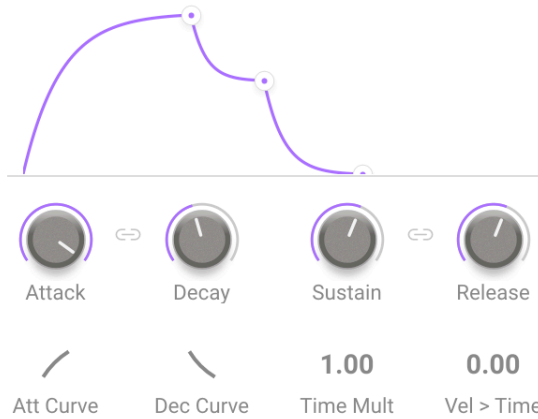 Attack Decay Sustain Release
1.00 0.00
Att Curve Dec Curve Time Mult Vel > Time